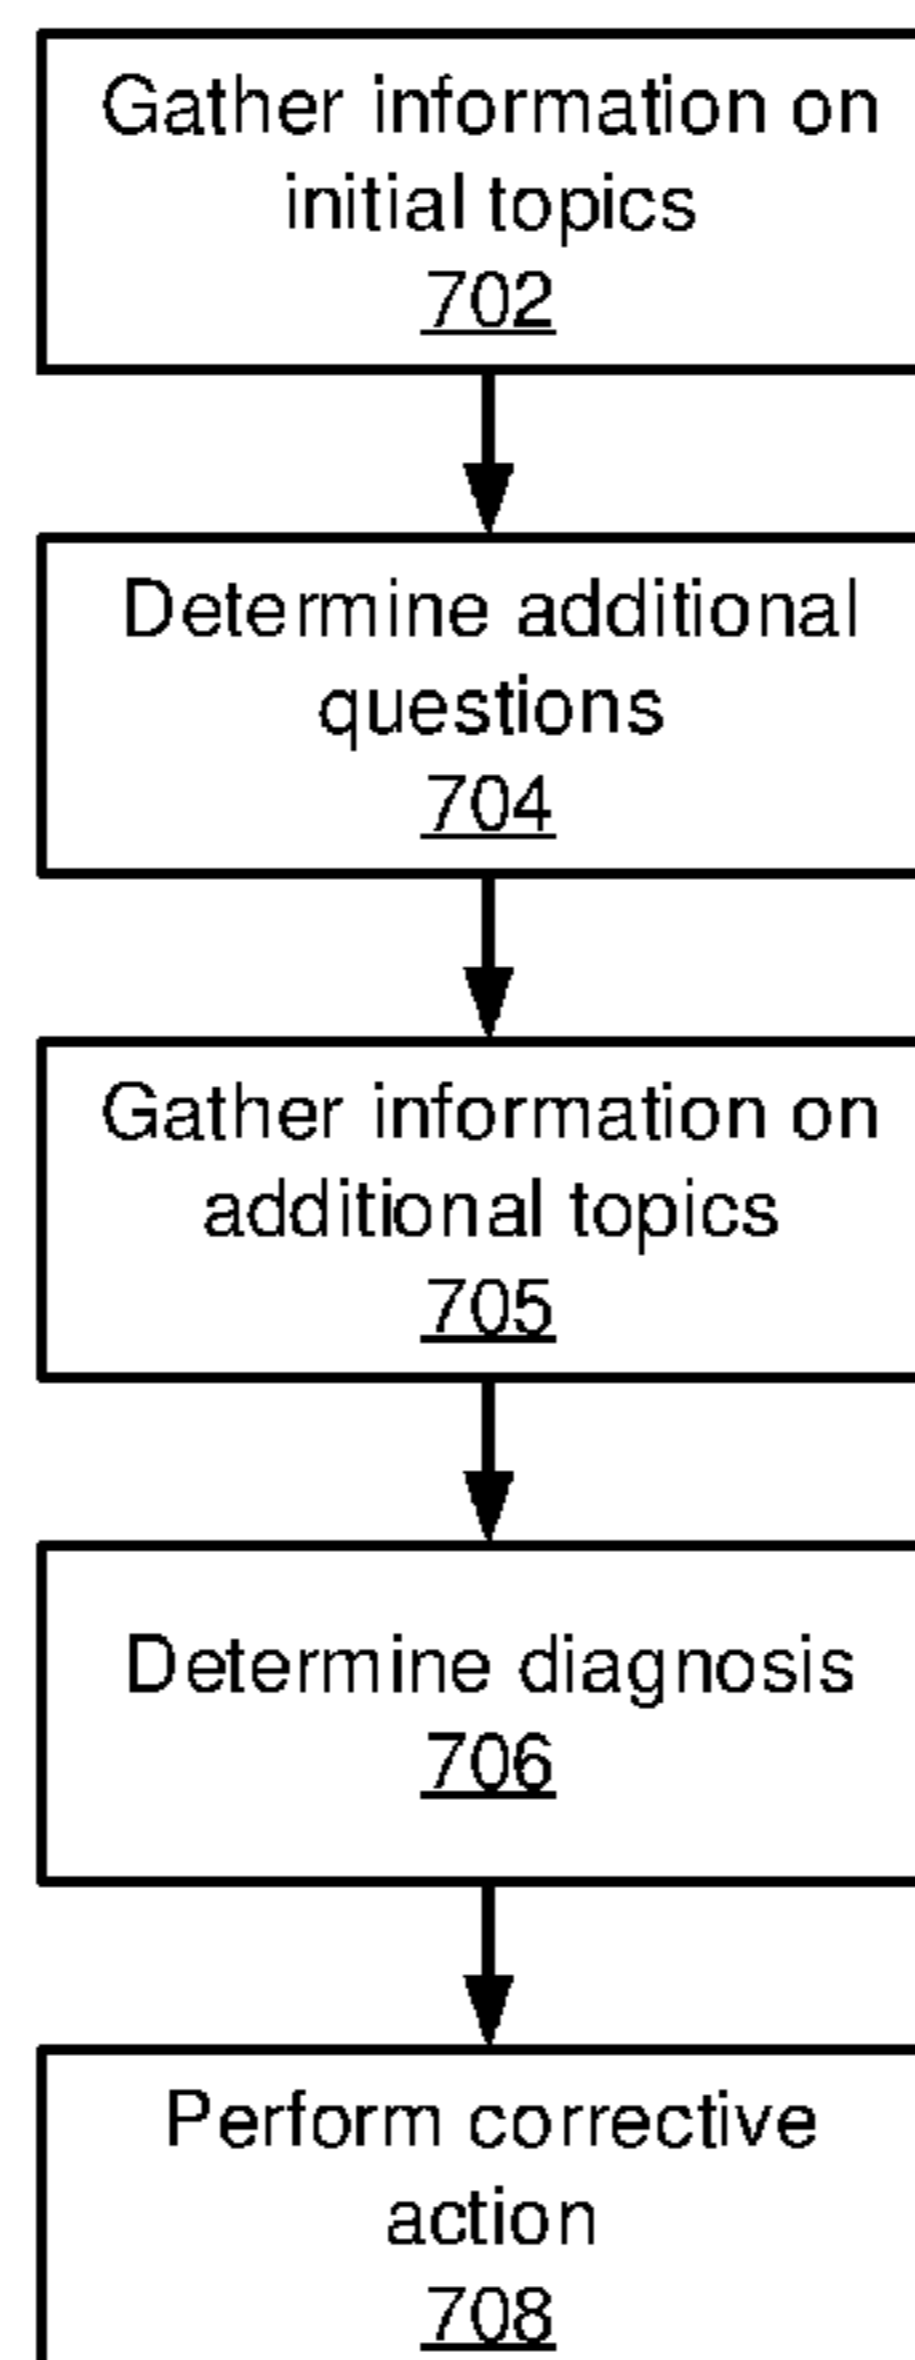 Gather information on
initial topics
702
Determine additional
questions
704
Gather information on
additional topics
705
Determine diagnosis
706
Perform corrective
action
708